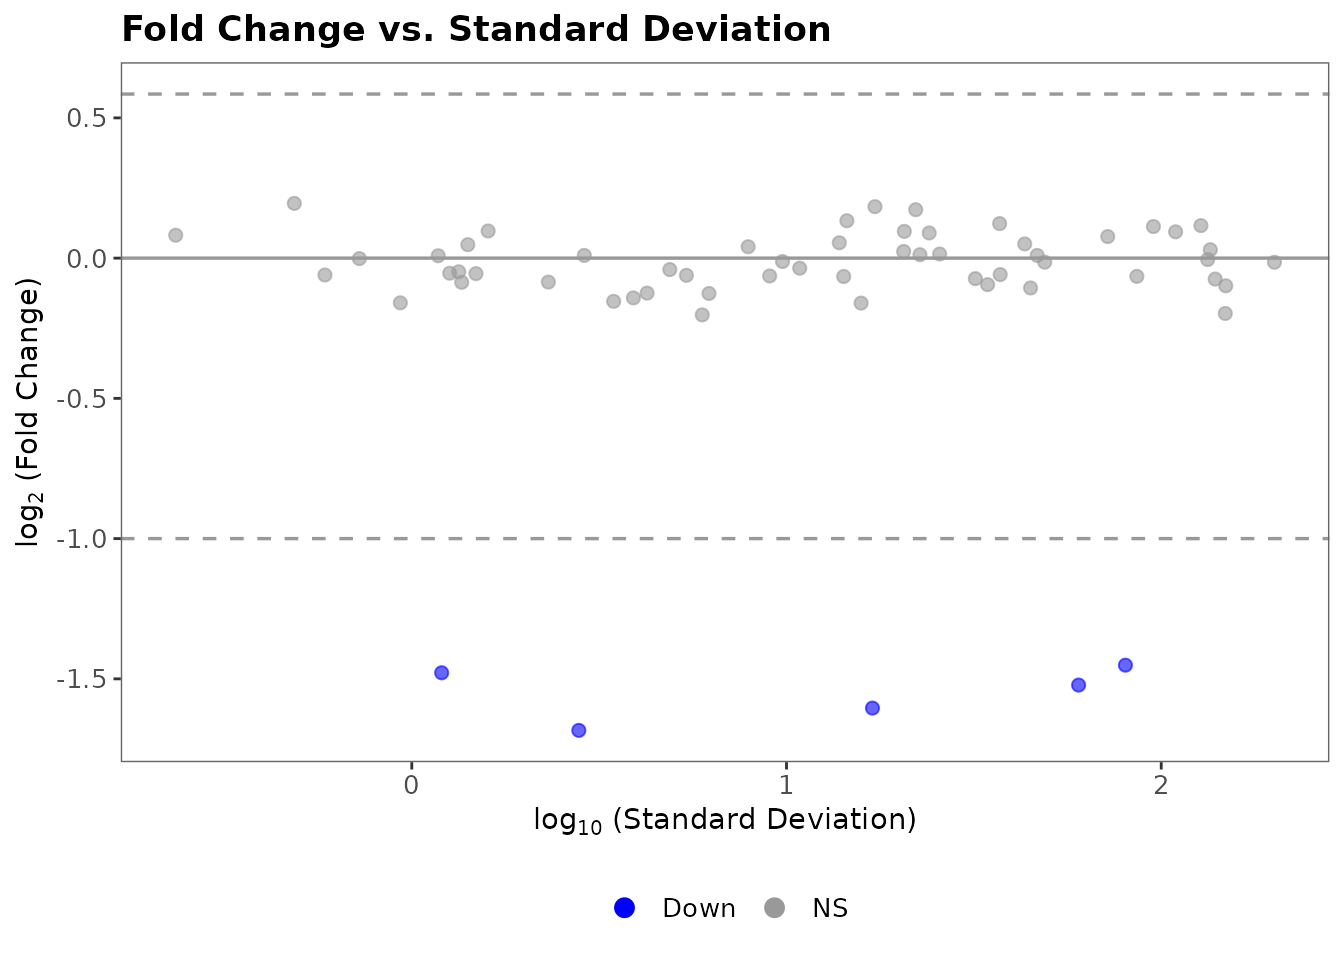 Fold Change vs. Standard Deviation
0.5
0.0
-0.5
-1.0
-1.5
log₂ (Fold Change)
0 1 2
log₁₀ (Standard Deviation)
Down NS